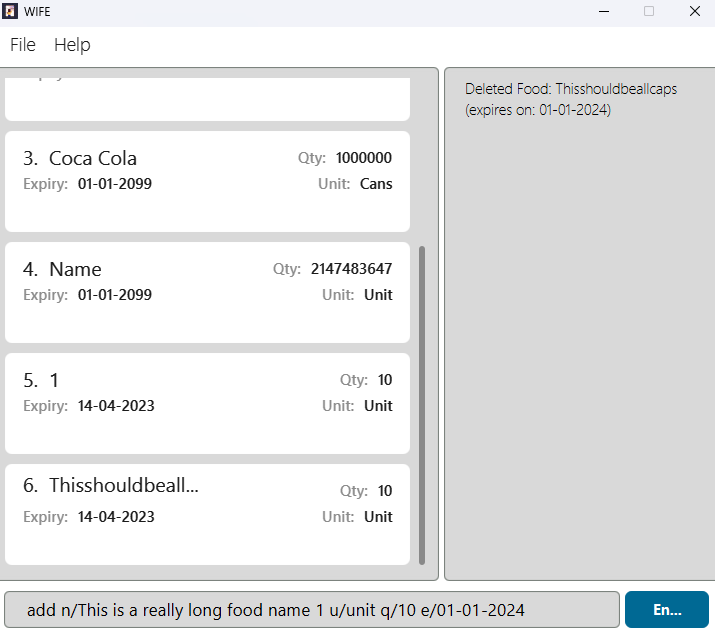 WIFE
File Help
3. Coca Cola
Qty: 1000000
Expiry: 01-01-2099
Unit: Cans
4. Name
Qty: 2147483647
Expiry: 01-01-2099
Unit: Unit
5. 1
Qty: 10
Expiry: 14-04-2023
Unit: Unit
6. Thisshouldbeall...
Qty: 10
Expiry: 14-04-2023
Unit: Unit
Deleted Food: Thisshouldbeallcaps
(expires on: 01-01-2024)
add n/This is a really long food name 1 u/unit q/10 e/01-01-2024
En...